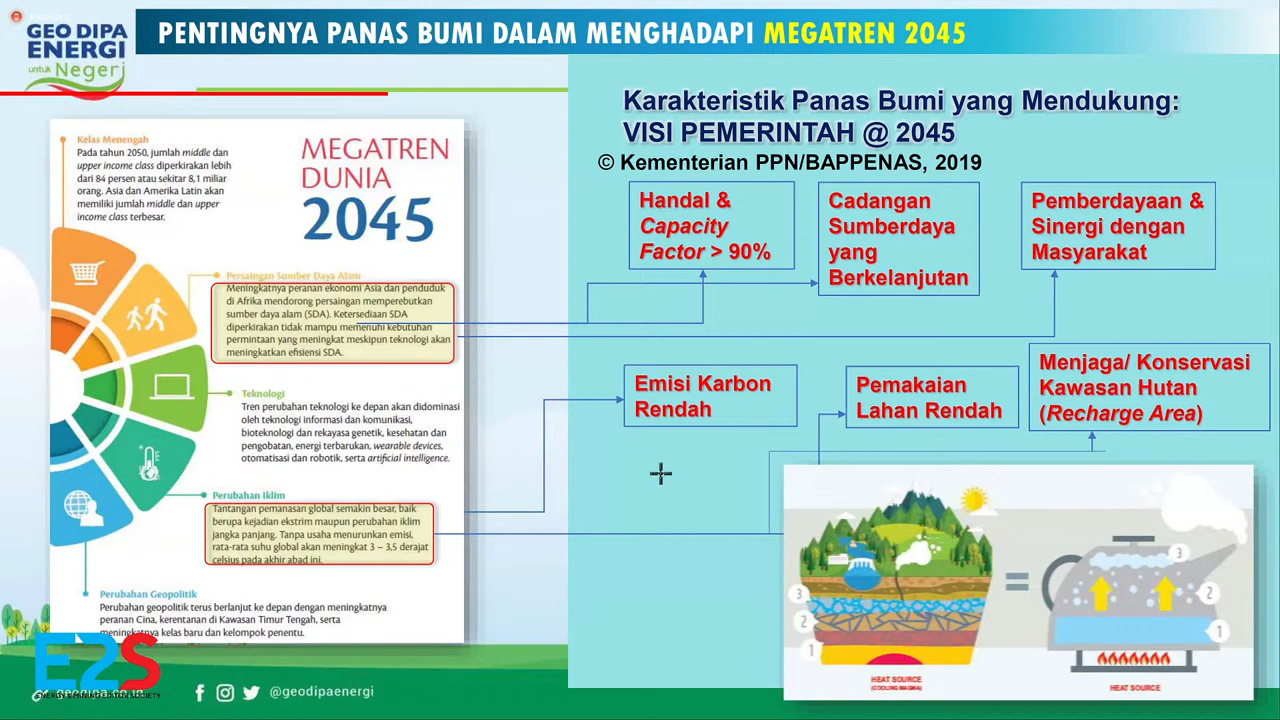 GEO DIPA
ENERGI
untuk Negeri
PENTINGNYA PANAS BUMI DALAM MENGHADAPI MEGATREN 2045
Kelas Menengah
Pada tahun 2050, jumlah middle dan
upper income class diperkirakan lebih
dari 84 persen atau sekitar 8,1 miliar
orang. Asia dan Amerika Latin akan
memiliki jumlah middle dan upper
income class terbesar.
MEGATREN
DUNIA
2045
Persaingan Sumber Daya Alam
Meningkatnya peranan ekonomi Asia dan penduduk
di Afrika mendorong persaingan memperebutkan
sumber daya alam (SDA). Ketersediaan SDA
diperkirakan tidak mampu memenuhi kebutuhan
permintaan yang meningkat meskipun teknologi akan
meningkatkan efisiensi SDA.
Teknologi
Tren perubahan teknologi ke depan akan didominasi
oleh teknologi informasi dan komunikasi,
bioteknologi dan rekayasa genetik, kesehatan dan
pengobatan, energi terbarukan, wearable devices,
otomatisasi dan robotik, serta artificial intelligence.
Perubahan Iklim
Tantangan pemanasan global semakin besar, baik
berupa kejadian ekstrim maupun perubahan iklim
jangka panjang. Tanpa usaha menurunkan emisi,
rata-rata suhu global akan meningkat 3 – 3,5 derajat
celsius pada akhir abad ini.
Perubahan Geopolitik
Perubahan geopolitik terus berlanjut ke depan dengan meningkatnya
peranan Cina, kerentanan di Kawasan Timur Tengah, serta
meningkatnya kelas baru dan kelompok penentu.
Karakteristik Panas Bumi yang Mendukung:
VISI PEMERINTAH @ 2045
© Kementerian PPN/BAPPENAS, 2019
Handal &
Capacity
Factor > 90%
Cadangan
Sumberdaya
yang
Berkelanjutan
Pemberdayaan &
Sinergi dengan
Masyarakat
Emisi Karbon
Rendah
Pemakaian
Lahan Rendah
Menjaga/ Konservasi
Kawasan Hutan
(Recharge Area)
3
2
1
HEAT SOURCE
(COOLING MAGMA)
=
3
2
1
HEAT SOURCE
E2S
@geodipaenergi